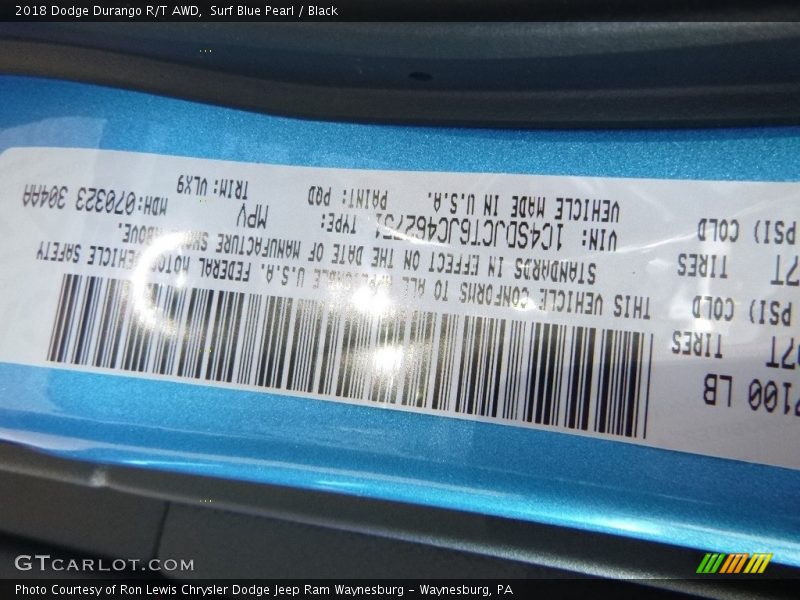 2018 Dodge Durango R/T AWD, Surf Blue Pearl / Black
7100 LB
TIRES
PSI) COLD
TIRES
PSI) COLD
THIS VEHICLE CONFORMS TO ALL APPLICABLE U.S.A. FEDERAL MOTOR VEHICLE SAFETY
STANDARDS IN EFFECT ON THE DATE OF MANUFACTURE SHOWN ABOVE.
VIN: TYPE: MPV
VEHICLE MADE IN U.S.A. PAINT: PQD TRIM: VLX9 MDH:070323 304AA
GTCARLOT.COM
Photo Courtesy of Ron Lewis Chrysler Dodge Jeep Ram Waynesburg – Waynesburg, PA